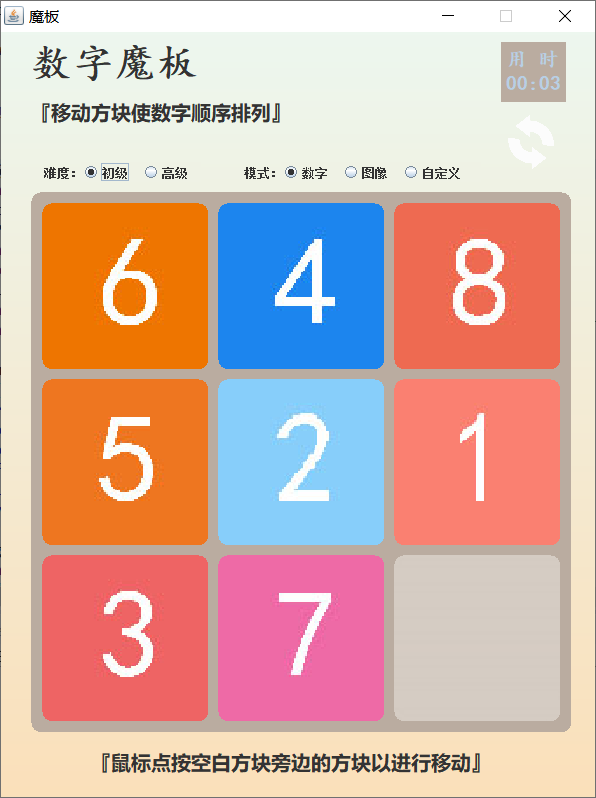 魔板
数字魔板
用 时
00:03
『移动方块使数字顺序排列』
难度： 初级 高级 模式： 数字 图像 自定义
6 4 8
5 2 1
3 7
『鼠标点按空白方块旁边的方块以进行移动』